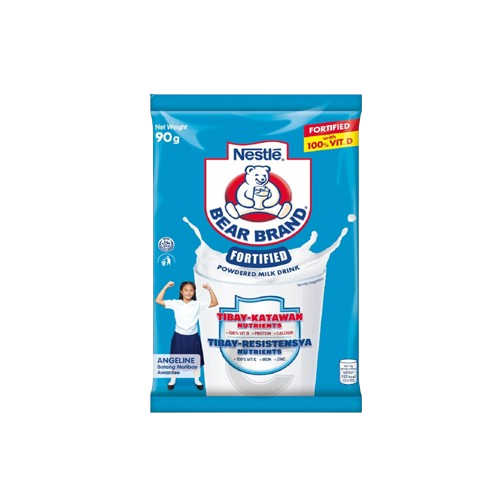 Net Weight
90g
FORTIFIED
with
100% VIT. D
Nestlé
BEAR BRAND
FORTIFIED
POWDERED MILK DRINK
TIBAY-KATAWAN
NUTRIENTS
• 100% VIT. D • PROTEIN • CALCIUM
TIBAY-RESISTENSYA
NUTRIENTS
• 100% VIT. C • IRON • ZINC
ANGELINE
Batang Matibay
Awardee